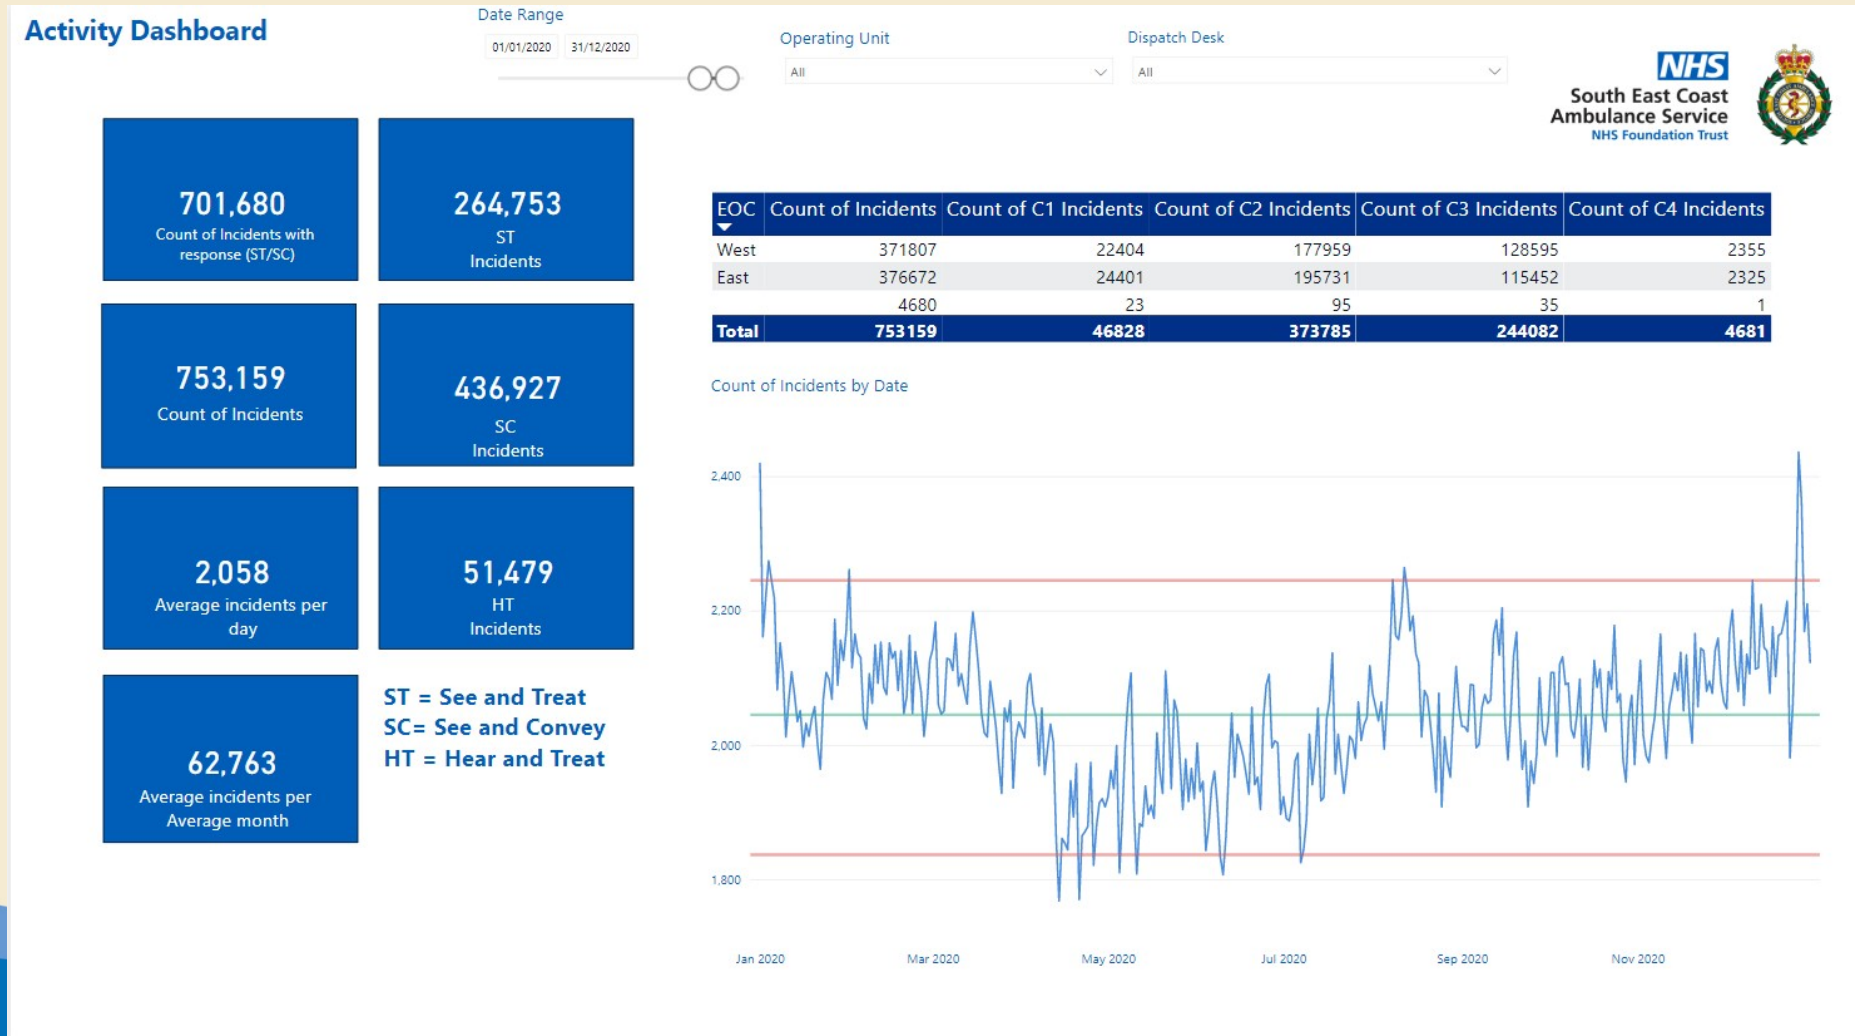 Activity Dashboard
Date Range
01/01/2020 31/12/2020
Operating Unit
All
Dispatch Desk
All
NHS
South East Coast
Ambulance Service
NHS Foundation Trust
701,680
Count of Incidents with
response (ST/SC)
264,753
ST
Incidents
753,159
Count of Incidents
436,927
SC
Incidents
2,058
Average incidents per
day
51,479
HT
Incidents
62,763
Average incidents per
Average month
ST = See and Treat
SC= See and Convey
HT = Hear and Treat
EOC Count of Incidents Count of C1 Incidents Count of C2 Incidents Count of C3 Incidents Count of C4 Incidents
West 371807 22404 177959 128595 2355
East 376672 24401 195731 115452 2325
4680 23 95 35 1
Total 753159 46828 373785 244082 4681
Count of Incidents by Date
2,400
2,200
2,000
1,800
Jan 2020 Mar 2020 May 2020 Jul 2020 Sep 2020 Nov 2020